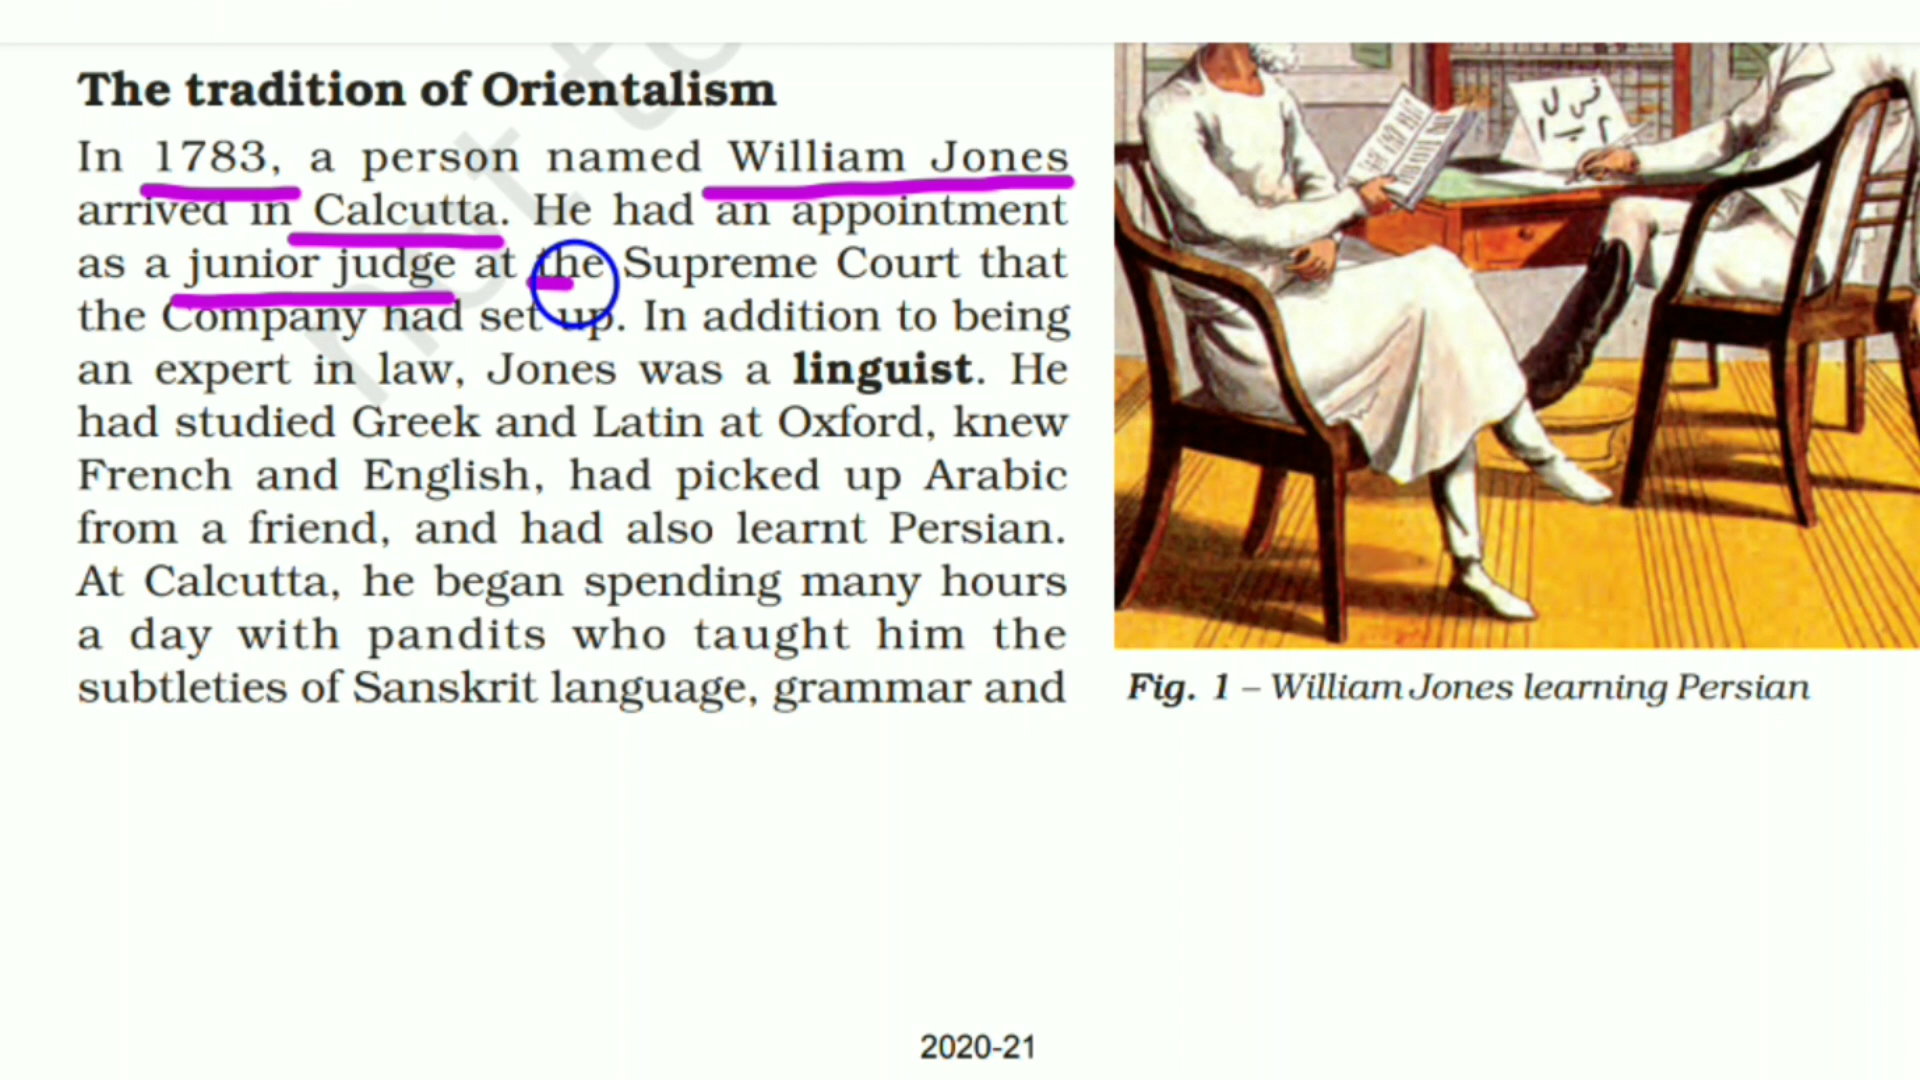 The tradition of Orientalism
In 1783, a person named William Jones
arrived in Calcutta. He had an appointment
as a junior judge at the Supreme Court that
the Company had set up. In addition to being
an expert in law, Jones was a linguist. He
had studied Greek and Latin at Oxford, knew
French and English, had picked up Arabic
from a friend, and had also learnt Persian.
At Calcutta, he began spending many hours
a day with pandits who taught him the
subtleties of Sanskrit language, grammar and
Fig. 1 – William Jones learning Persian
not to
2020-21